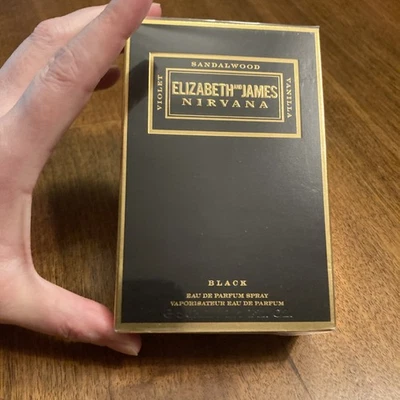 SANDALWOOD
VIOLET
ELIZABETH AND JAMES
NIRVANA
VANILLA
BLACK
EAU DE PARFUM SPRAY
VAPORISATEUR EAU DE PARFUM